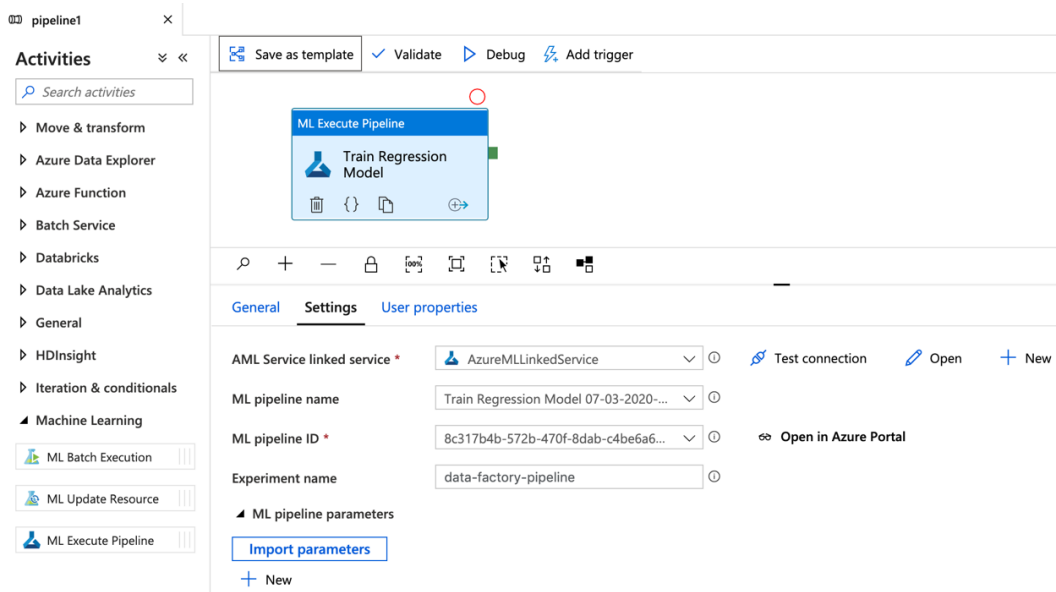 pipeline1
Activities
Search activities
Move & transform
Azure Data Explorer
Azure Function
Batch Service
Databricks
Data Lake Analytics
General
HDInsight
Iteration & conditionals
Machine Learning
ML Batch Execution
ML Update Resource
ML Execute Pipeline
Save as template Validate Debug Add trigger
ML Execute Pipeline
Train Regression
Model
{}
100%
General Settings User properties
AML Service linked service * AzureMLLinkedService Test connection Open New
ML pipeline name Train Regression Model 07-03-2020-...
ML pipeline ID * 8c317b4b-572b-470f-8dab-c4be6a6... Open in Azure Portal
Experiment name data-factory-pipeline
ML pipeline parameters
Import parameters
New